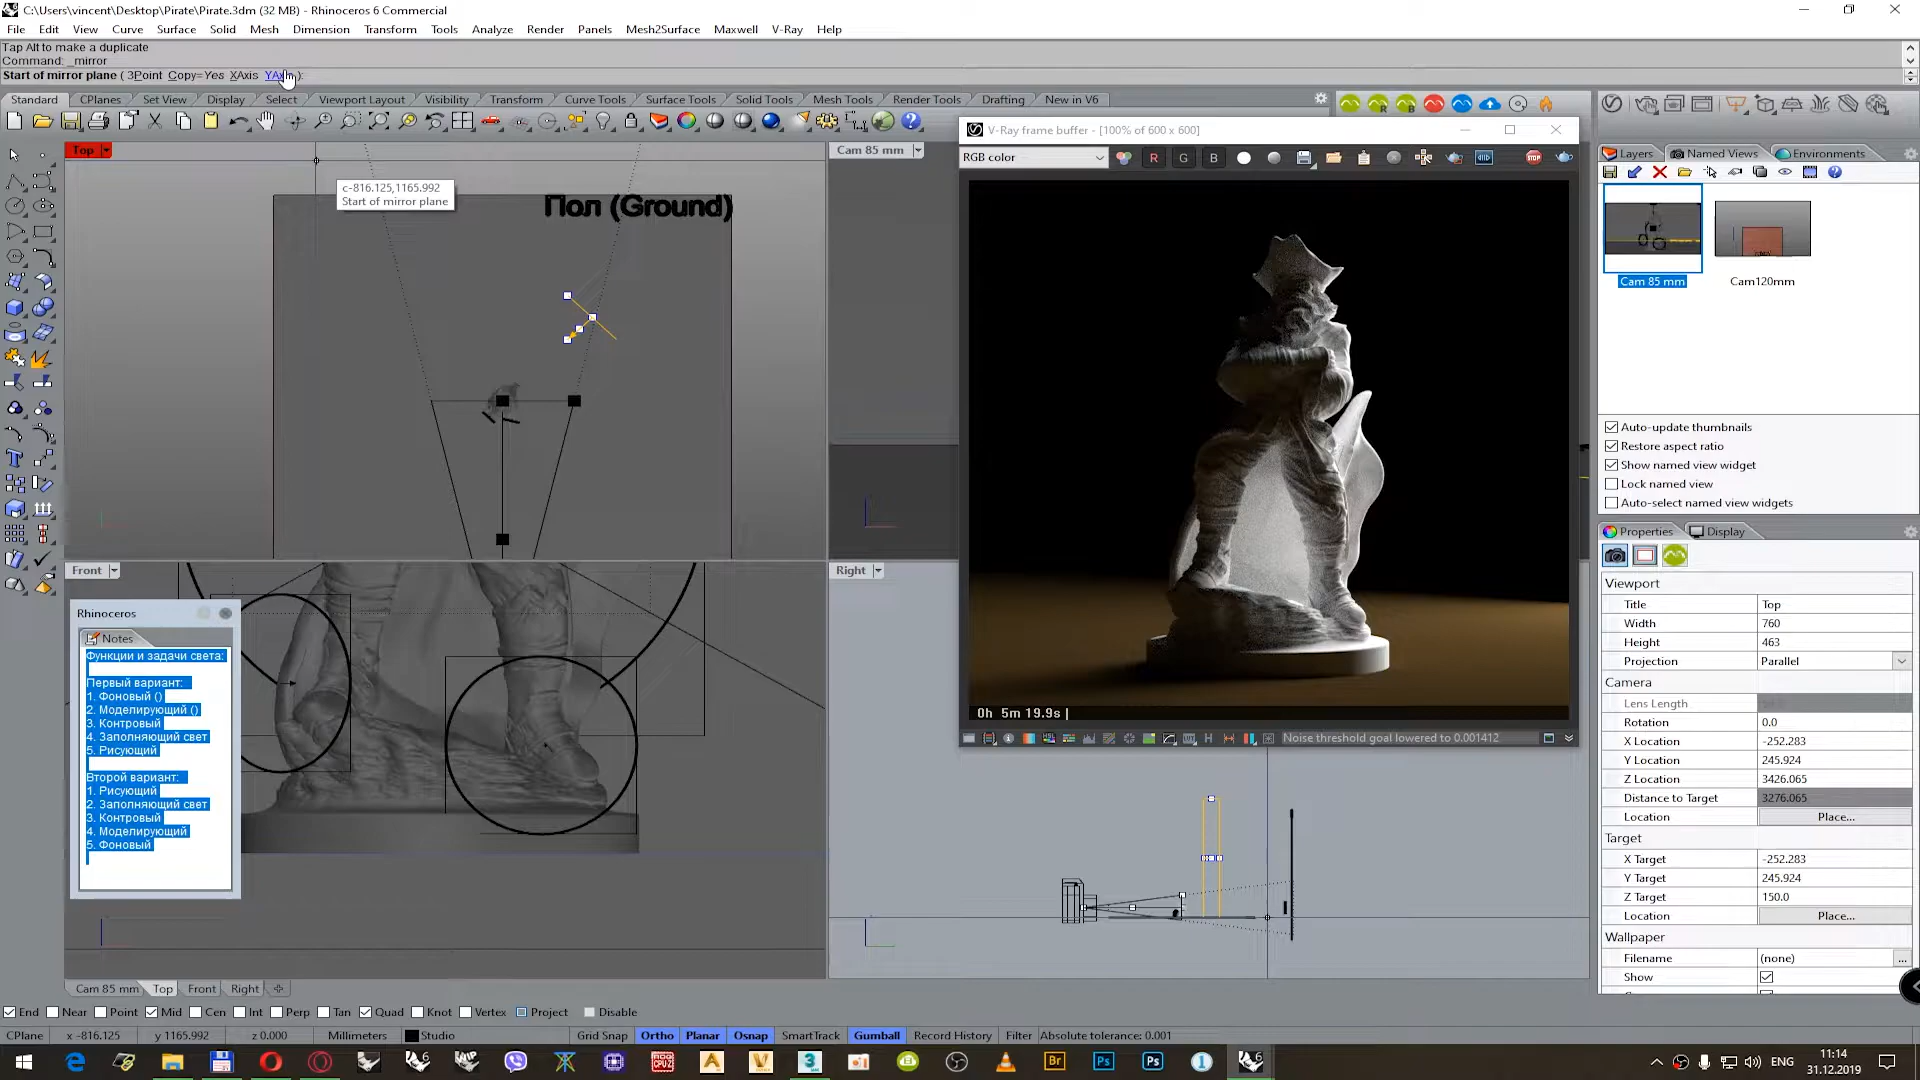 C:\Users\vincent\Desktop\Pirate\Pirate.3dm (32 MB) - Rhinoceros 6 Commercial
File Edit View Curve Surface Solid Mesh Dimension Transform Tools Analyze Render Panels Mesh2Surface Maxwell V-Ray Help
Tap Alt to make a duplicate
Command: _mirror
Start of mirror plane ( 3Point Copy=Yes XAxis YAxis ):
Standard CPlanes Set View Display Select Viewport Layout Visibility Transform Curve Tools Surface Tools Solid Tools Mesh Tools Render Tools Drafting New in V6
Top
c-816.125,1165.992
Start of mirror plane
Пол (Ground)
Cam 85 mm
V-Ray frame buffer - [100% of 600 x 600]
RGB color
R G B
0h 5m 19.9s |
Noise threshold goal lowered to 0.001412
Layers Named Views Environments
Cam 85 mm Cam120mm
Auto-update thumbnails
Restore aspect ratio
Show named view widget
Lock named view
Auto-select named view widgets
Properties Display
Viewport
Title Top
Width 760
Height 463
Projection Parallel
Camera
Lens Length
Rotation 0.0
X Location -252.283
Y Location 245.924
Z Location 3426.065
Distance to Target 3276.065
Location Place...
Target
X Target -252.283
Y Target 245.924
Z Target 150.0
Location Place...
Wallpaper
Filename (none) ...
Show
Front
Right
Rhinoceros
Notes
Функции и задачи света:
Первый вариант:
1. Фоновый ()
2. Моделирующий ()
3. Контровый
4. Заполняющий свет
5. Рисующий
Второй вариант:
1. Рисующий
2. Заполняющий свет
3. Контровый
4. Моделирующий
5. Фоновый
Cam 85 mm Top Front Right
End Near Point Mid Cen Int Perp Tan Quad Knot Vertex Project Disable
CPlane x -816.125 y 1165.992 z 0.000 Millimeters Studio Grid Snap Ortho Planar Osnap SmartTrack Gumball Record History Filter Absolute tolerance: 0.001
ENG
11:14
31.12.2019